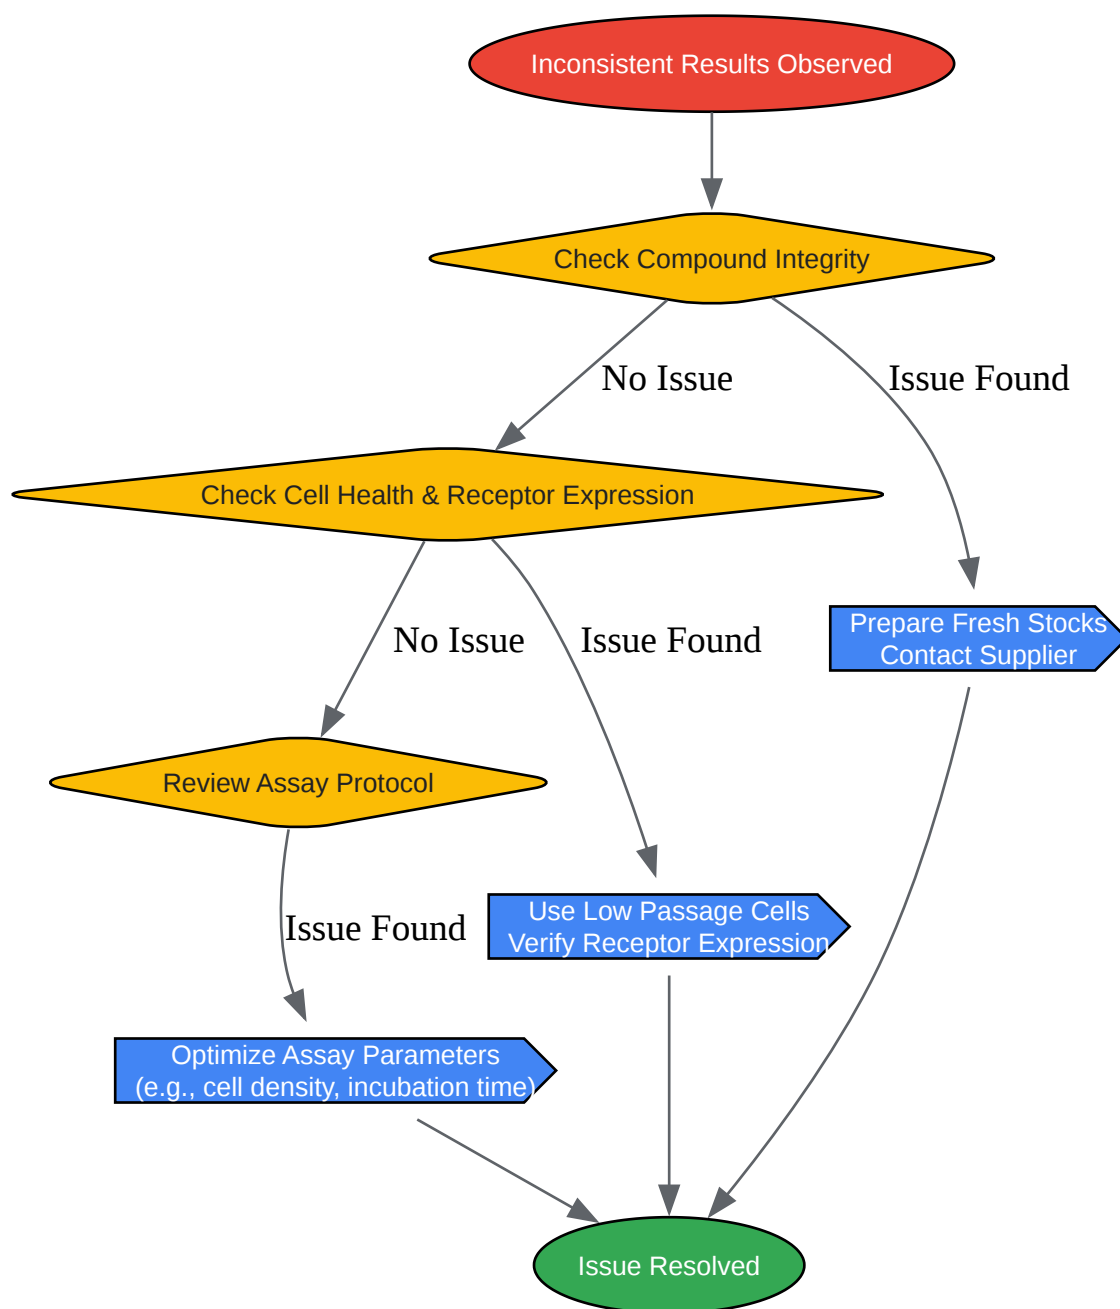 Inconsistent Results Observed
Check Compound Integrity
No Issue
Issue Found
Check Cell Health & Receptor Expression
Prepare Fresh Stocks
Contact Supplier
No Issue
Issue Found
Review Assay Protocol
Use Low Passage Cells
Verify Receptor Expression
Issue Found
Optimize Assay Parameters
(e.g., cell density, incubation time)
Issue Resolved